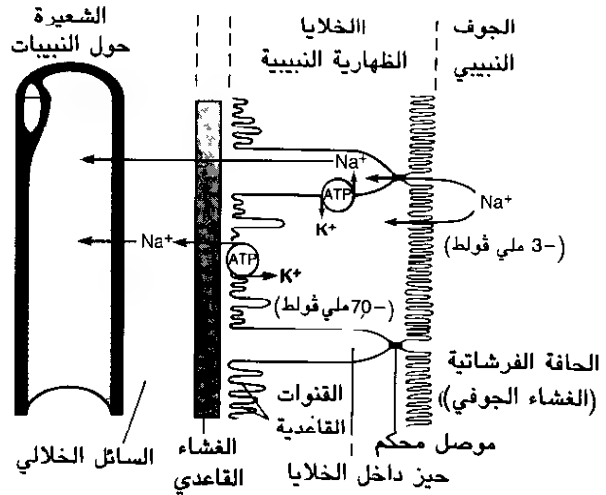 الشعيرة
حول النبيبات
االخلايا
الظهارية النبيبية
الجوف
النبيبي
Na+
ATP
K+
Na+
(-3 ملي ڤولط)
Na+
ATP
K+
(-70 ملي ڤولط)
الحافة الفرشاتية
(الغشاء الجوفي))
القنوات
القاعدية
موصل محكم
السائل الخلالي
الغشاء
القاعدي
حيز داخل الخلايا